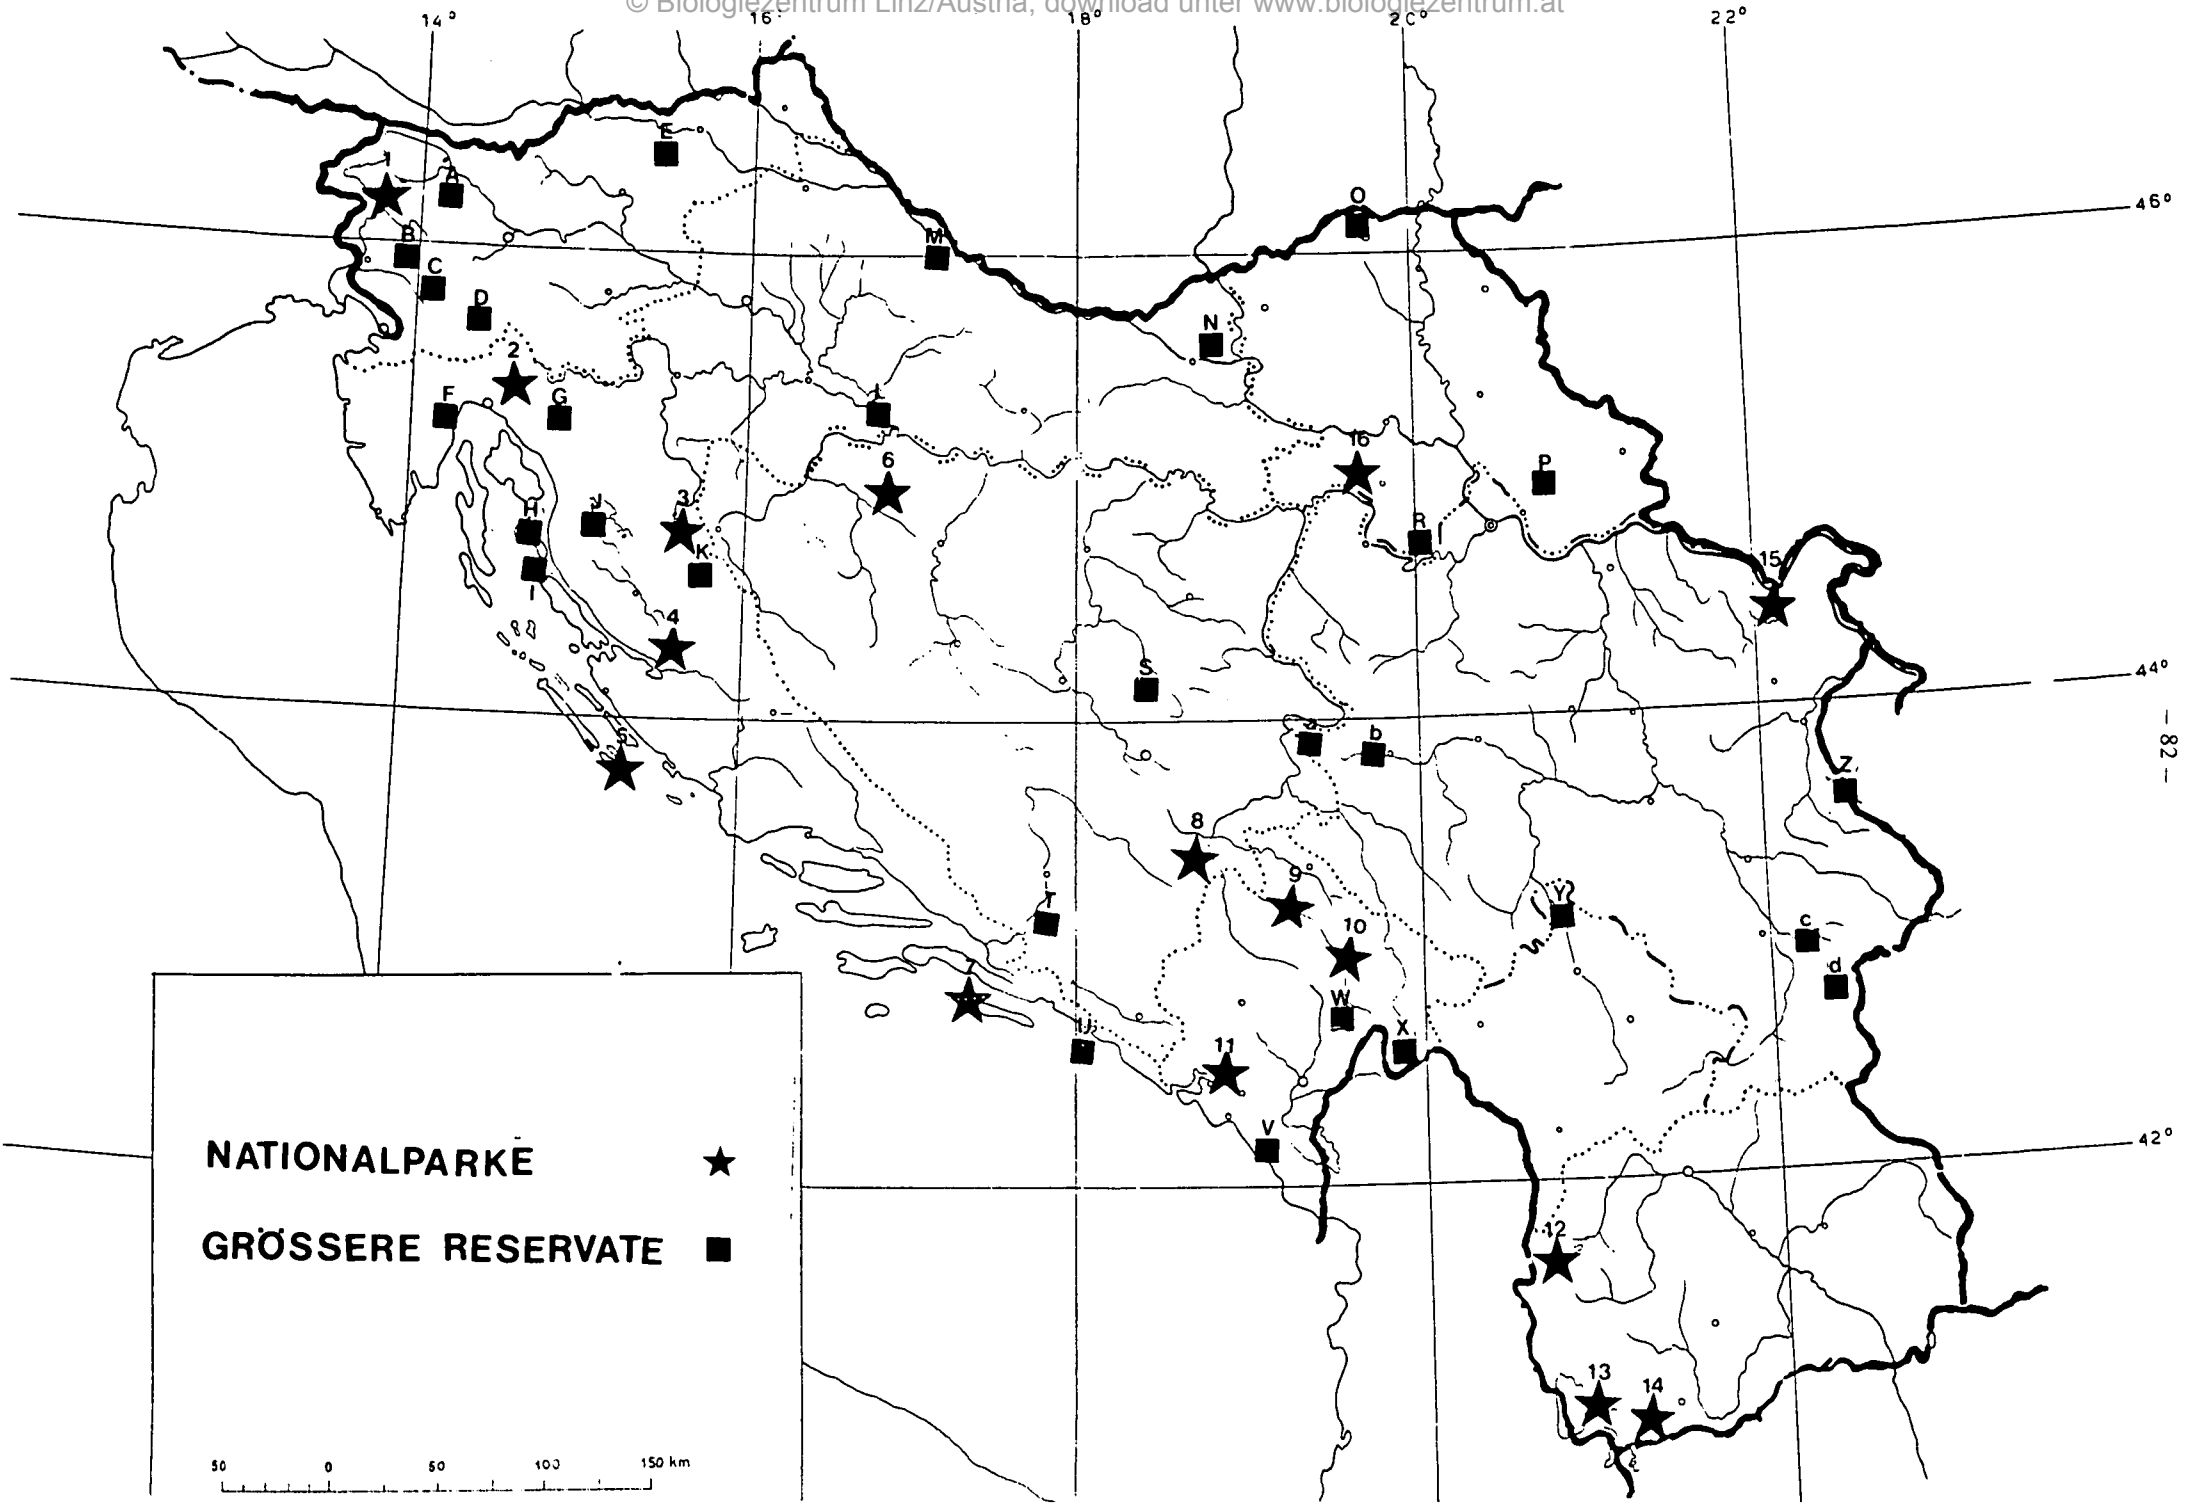 © Biologiezentrum Linz/Austria; download unter www.biologiezentrum.at
14° 16° 18° 20° 22°
46°
44°
42°
- 82 -
1
A
B
C
D
E
2
F
G
H
J
3
K
K
I
4
5
6
L
M
N
O
16
P
R
15
S
a
b
Z
8
9
10
T
7
U
W
X
Y
c
d
11
V
12
13
14
NATIONALPARKE
GRÖSSERE RESERVATE
50 0 50 100 150 km